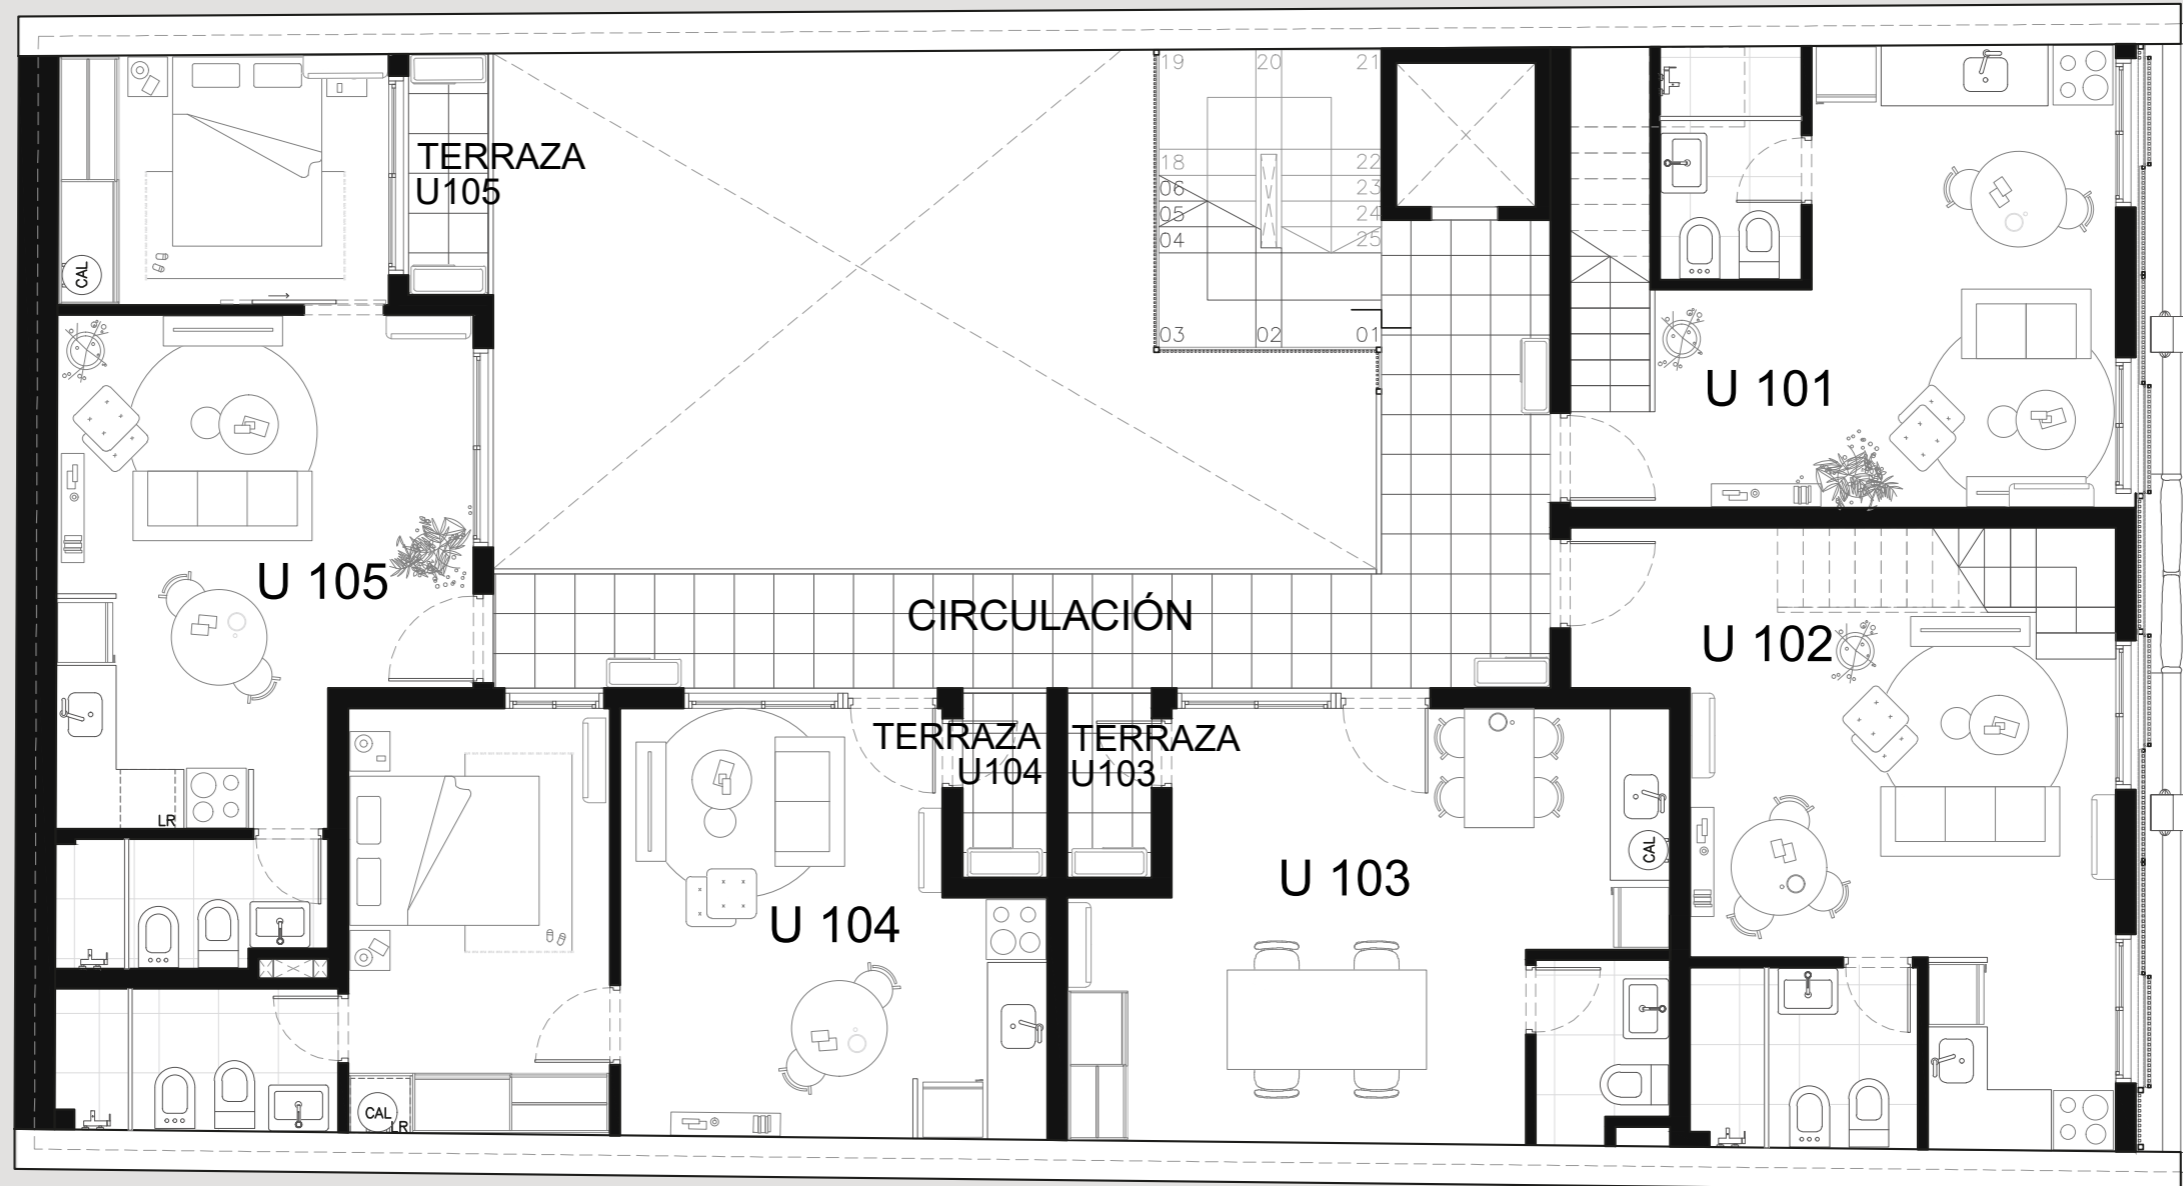 19 20 21
18 22
06 23
05 24
04 25
03 02 01
TERRAZA
U105
CAL
U 101
U 105
CIRCULACIÓN
U 102
TERRAZA
U104
TERRAZA
U103
LR
CAL
U 103
U 104
CAL
LR